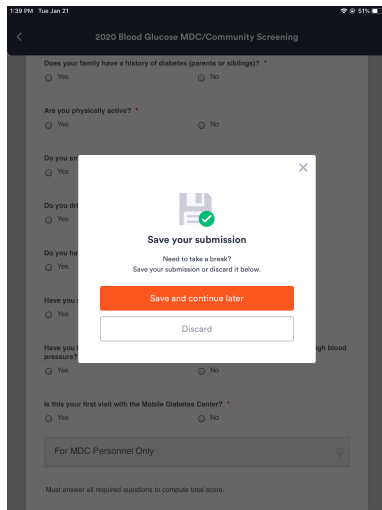 1:39 PM Tue Jan 21
51%
2020 Blood Glucose MDC/Community Screening
Does your family have a history of diabetes (parents or siblings)? *
Yes No
Are you physically active? *
Yes No
Do you
Yes
Save your submission
Do you
Yes
Need to take a break?
Save your submission or discard it below.
Do you ha
Yes
Save and continue later
Have you
Yes
Discard
Have you igh blood
pressure?
Yes No
Is this your first visit with the Mobile Diabetes Center? *
Yes No
For MDC Personnel Only
Must answer all required questions to compute total score.